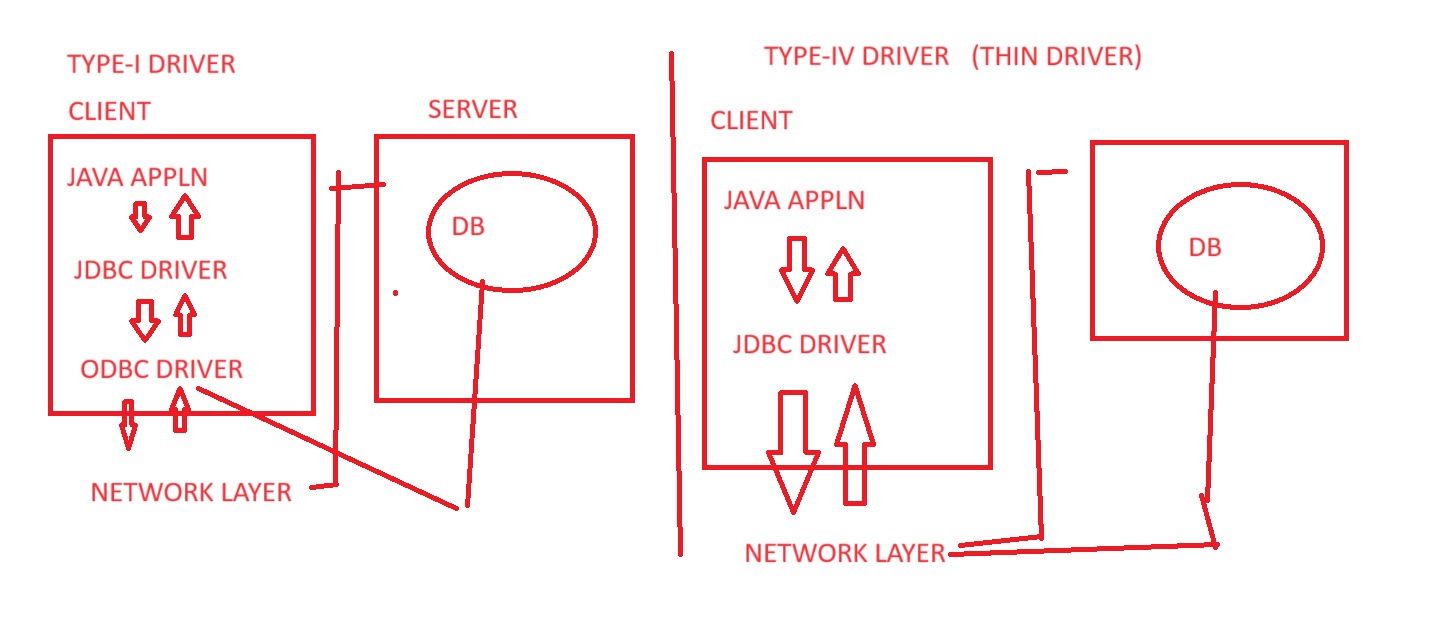 TYPE-I DRIVER
CLIENT
SERVER
JAVA APPLN
JDBC DRIVER
ODBC DRIVER
NETWORK LAYER
DB
TYPE-IV DRIVER (THIN DRIVER)
CLIENT
JAVA APPLN
JDBC DRIVER
NETWORK LAYER
DB